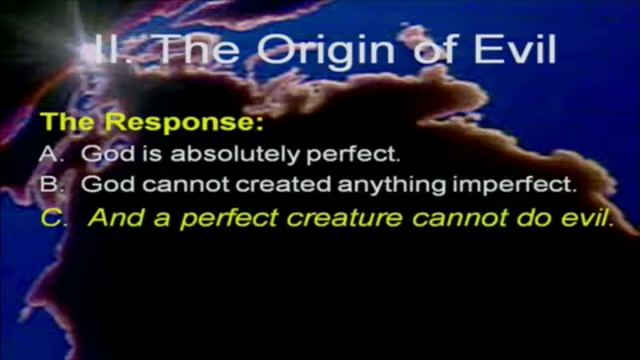 II. The Origin of Evil
The Response:
A. God is absolutely perfect.
B. God cannot created anything imperfect.
C. And a perfect creature cannot do evil.